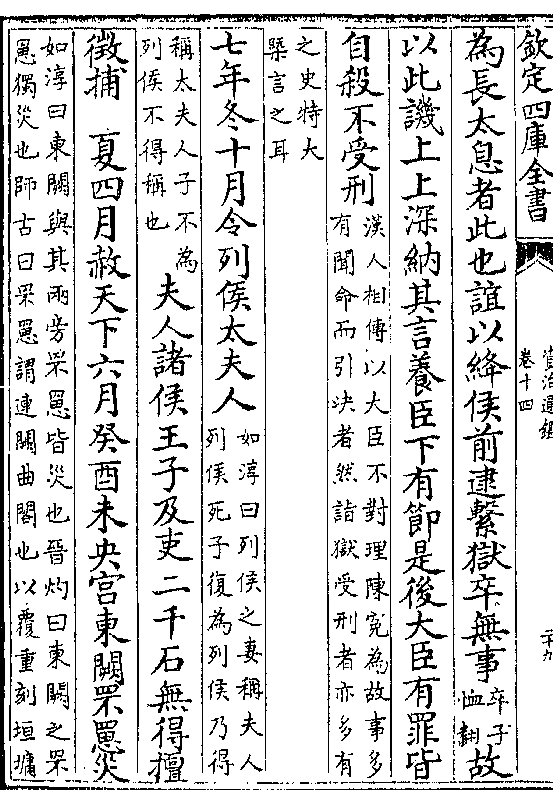 欽定四庫全書
資治通鑑
卷十四
二十九
為長太息者此也誼以絳侯前逮繫獄卒無事卒子恤翻故
以此譏上上深納其言養臣下有節是後大臣有罪皆
自殺不受刑漢人相傳以大臣不對理陳冤為故事多
有聞命而引决者然詣獄受刑者亦多有
之史特大
槩言之耳
七年冬十月令列侯太夫人如淳曰列侯之妻稱夫人
列侯死子復為列侯乃得
稱太夫人子不為
列侯不得稱也夫人諸侯王子及吏二千石無得擅
徵捕　夏四月赦天下六月癸酉未央宫東闕罘罳災
如淳曰東闕與其兩旁罘罳皆災也晉灼曰東闕之罘
罳獨災也師古曰罘罳謂連闕曲閣也以覆重刻垣墉